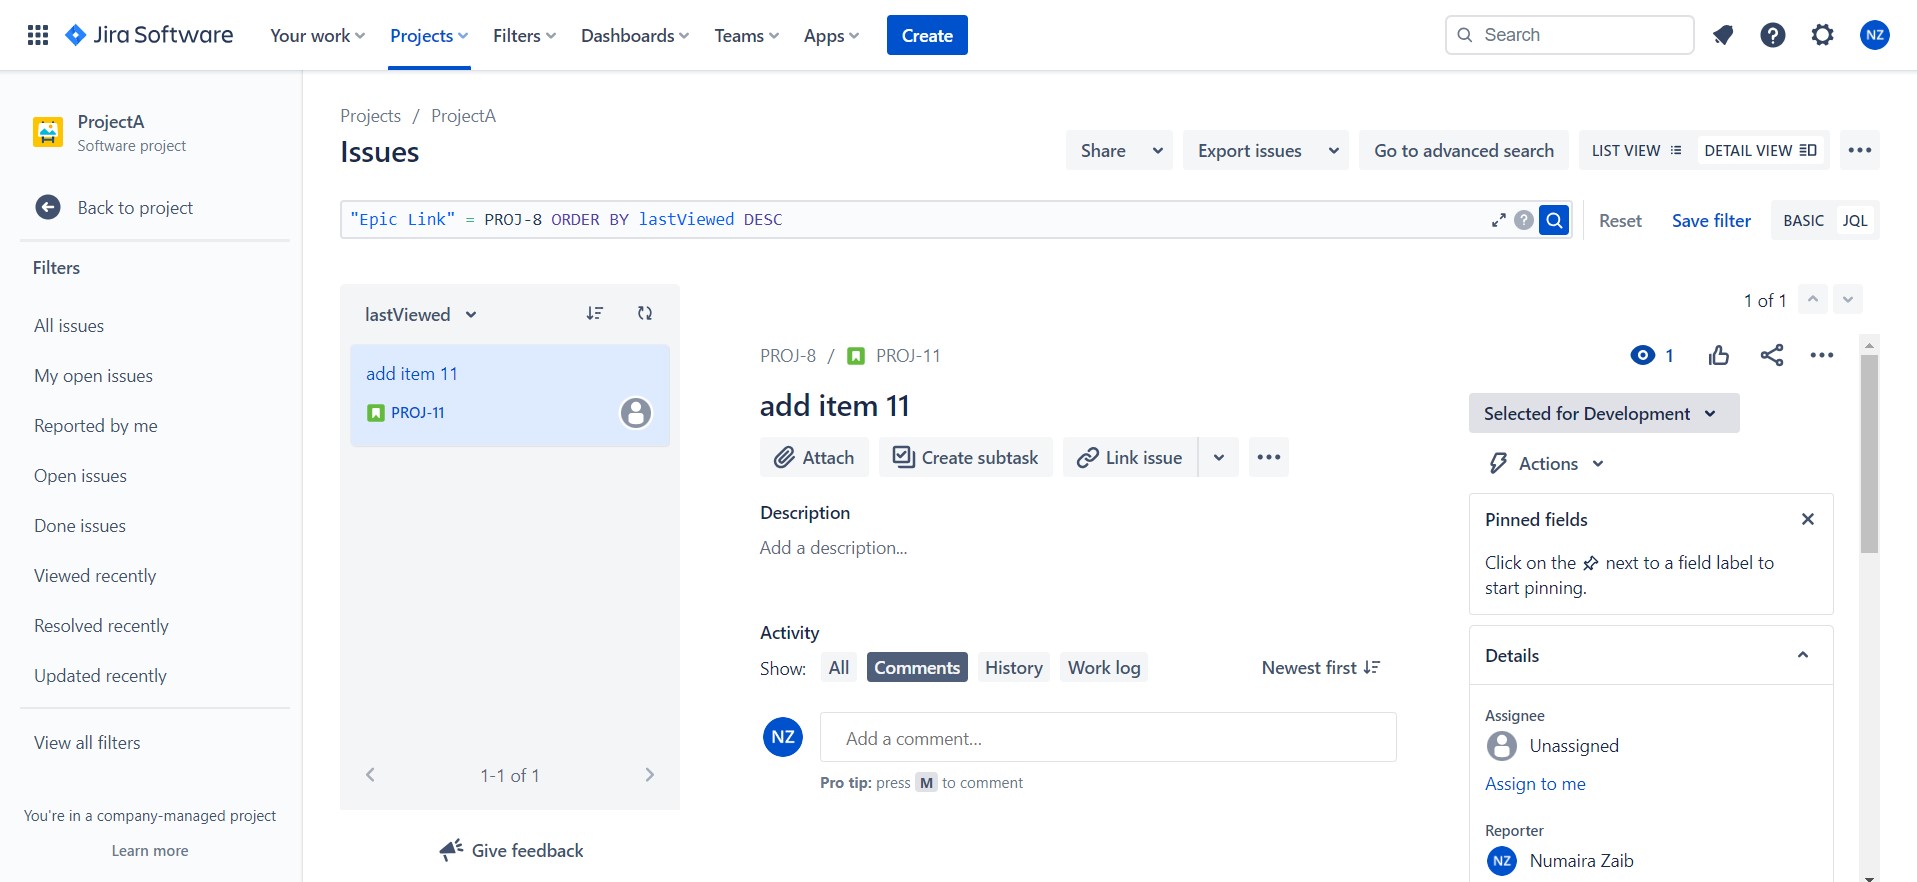 Jira Software Your work Projects Filters Dashboards Teams Apps Create Search NZ
ProjectA
Software project
Back to project
Filters
All issues
My open issues
Reported by me
Open issues
Done issues
Viewed recently
Resolved recently
Updated recently
View all filters
You're in a company-managed project
Learn more
Projects / ProjectA
Issues
Share Export issues Go to advanced search LIST VIEW DETAIL VIEW
"Epic Link" = PROJ-8 ORDER BY lastViewed DESC
Reset Save filter BASIC JQL
lastViewed
add item 11
PROJ-11
1-1 of 1
Give feedback
1 of 1
PROJ-8 / PROJ-11
1
add item 11
Attach Create subtask Link issue
Description
Add a description...
Activity
Show: All Comments History Work log Newest first
NZ Add a comment...
Pro tip: press M to comment
Selected for Development
Actions
Pinned fields
Click on the next to a field label to
start pinning.
Details
Assignee
Unassigned
Assign to me
Reporter
NZ Numaira Zaib